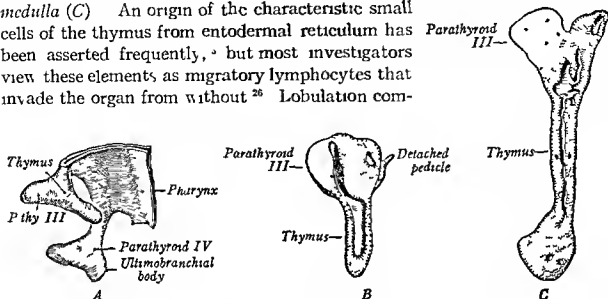 medulla (C) An origin of the characteristic small
cells of the thymus from entodermal reticulum has
been asserted frequently, but most investigators
view these elements as migratory lymphocytes that
invade the organ from without 26 Lobulation com-
Parathyroid
III
Thymus
P thy III
Pharynx
Parathyroid IV
Ultimobranchial
body
A
Parathyroid
III
Detached
pedicle
Thymus
B
Thymus
C